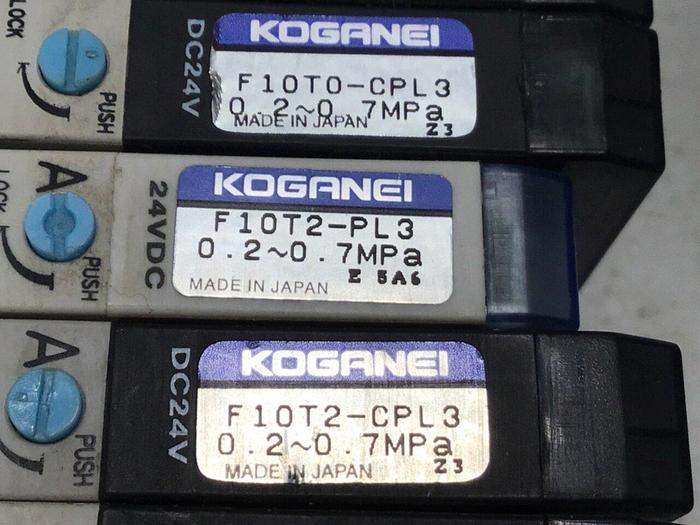 LOCK
PUSH
DC24V
KOGANEI
F10T0-CPL3
0.2~0.7MPa
MADE IN JAPAN
Z3
A
LOCK
PUSH
24VDC
KOGANEI
F10T2-PL3
0.2~0.7MPa
E 5A6
MADE IN JAPAN
A
PUSH
DC24V
KOGANEI
F10T2-CPL3
0.2~0.7MPa
MADE IN JAPAN
Z3